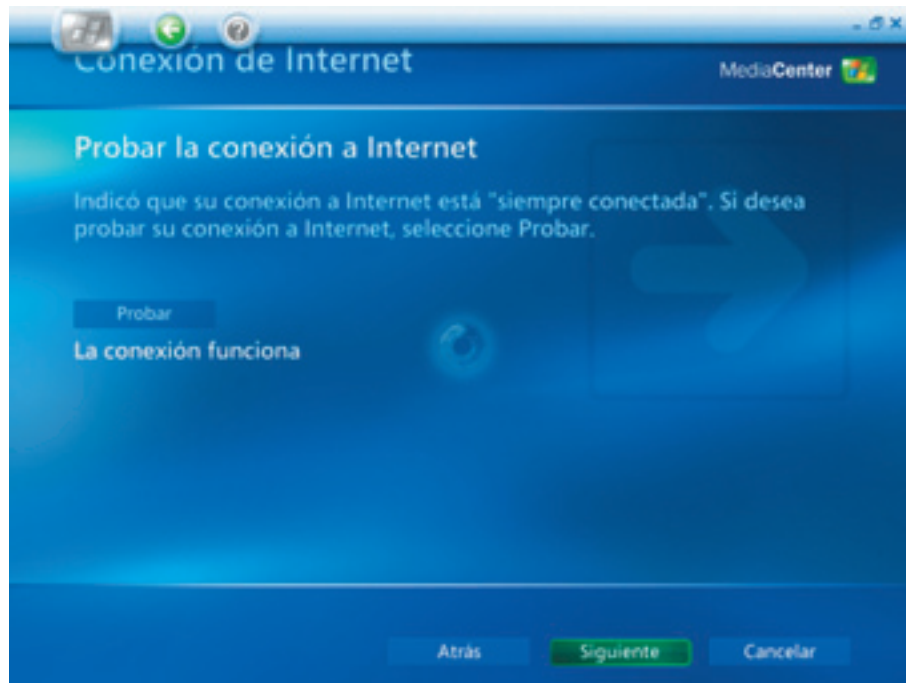 Conexión de Internet
MediaCenter
Probar la conexión a Internet
Indicó que su conexión a Internet está "siempre conectada". Si desea
probar su conexión a Internet, seleccione Probar.
Probar
La conexión funciona
Atrás Siguiente Cancelar